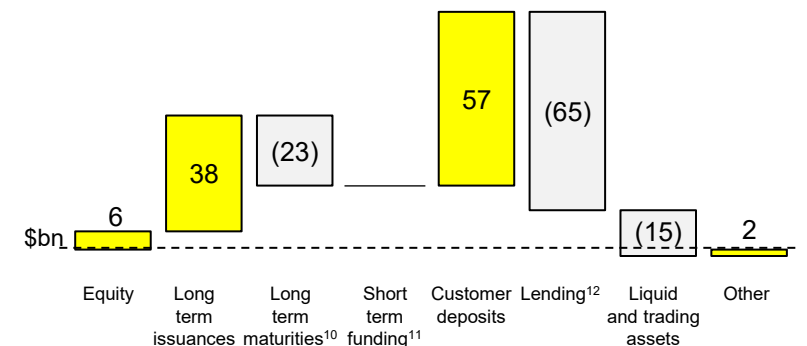 57
(65)
38
(23)
6
$bn
(15)
2
Equity
Long
term
issuances
Long
term
maturities¹⁰
Short
term
funding¹¹
Customer
deposits
Lending¹²
Liquid
and trading
assets
Other